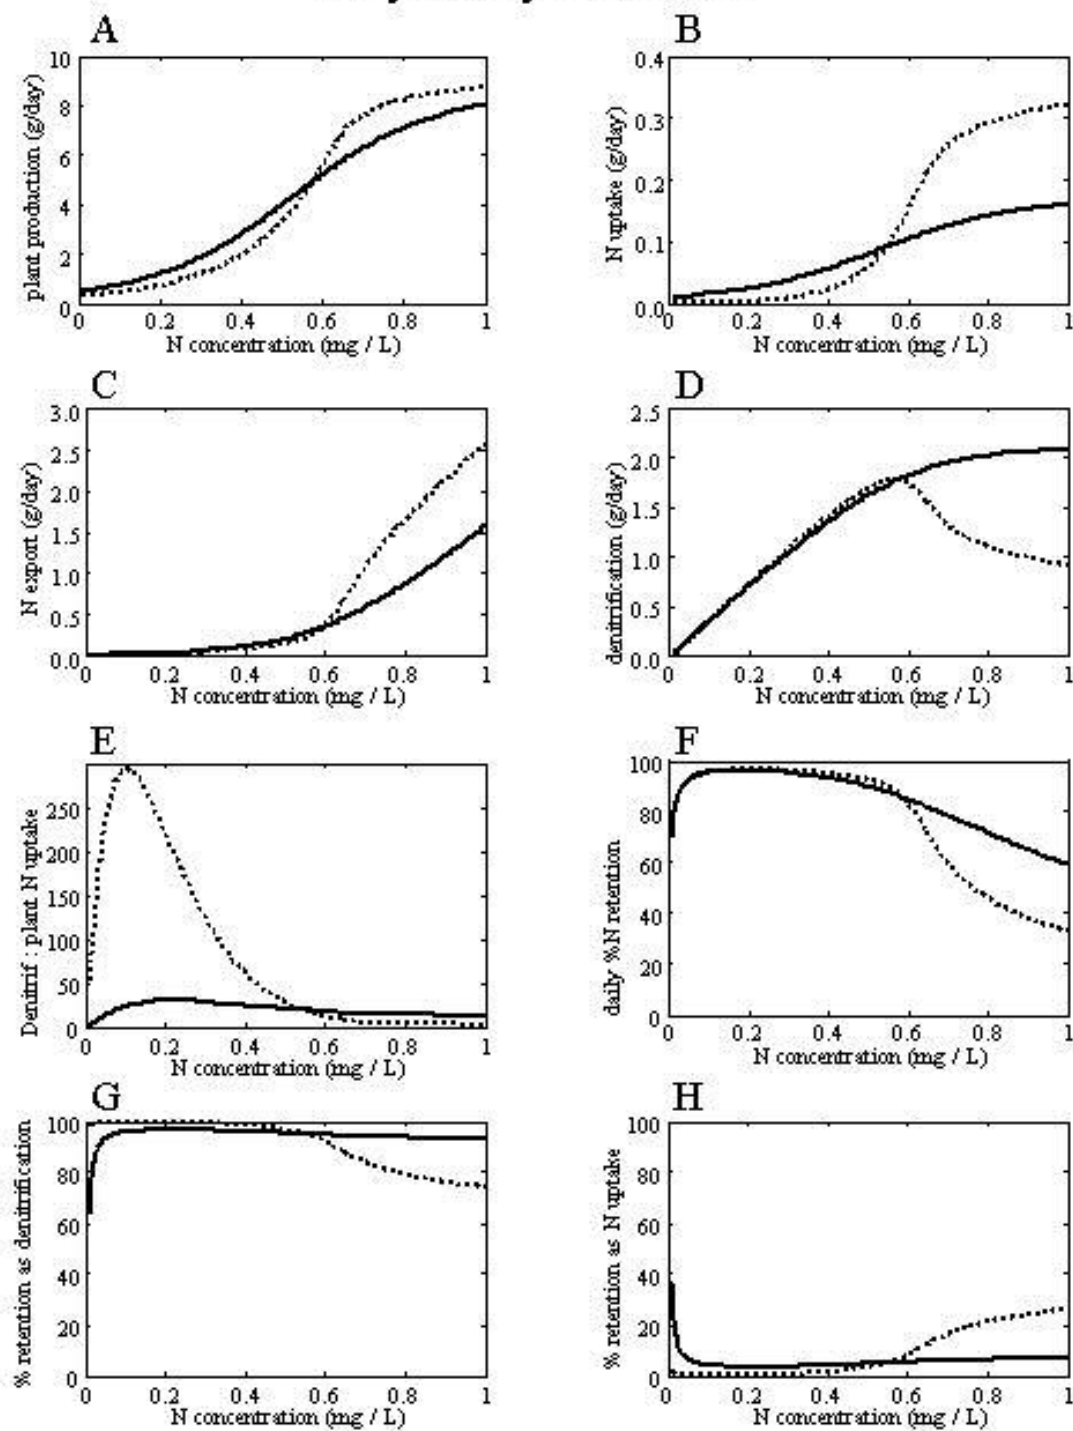 A
plant production (g/day)
10
8
6
4
2
0
0 0.2 0.4 0.6 0.8 1
N concentration (mg / L)
B
N uptake (g/day)
0.4
0.3
0.2
0.1
0.0
0 0.2 0.4 0.6 0.8 1
N concentration (mg / L)
C
N export (g/day)
3.0
2.5
2.0
1.5
1.0
0.5
0.0
0 0.2 0.4 0.6 0.8 1
N concentration (mg / L)
D
denitrification (g/day)
2.5
2.0
1.5
1.0
0.5
0.0
0 0.2 0.4 0.6 0.8 1
N concentration (mg / L)
E
Denitrif : plant N uptake
250
200
150
100
50
0
0 0.2 0.4 0.6 0.8 1
N concentration (mg / L)
F
daily %N retention
100
80
60
40
20
0
0 0.2 0.4 0.6 0.8 1
N concentration (mg / L)
G
% retention as denitrification
100
80
60
40
20
0
0 0.2 0.4 0.6 0.8 1
N concentration (mg / L)
H
% retention as N uptake
100
80
60
40
20
0
0 0.2 0.4 0.6 0.8 1
N concentration (mg / L)